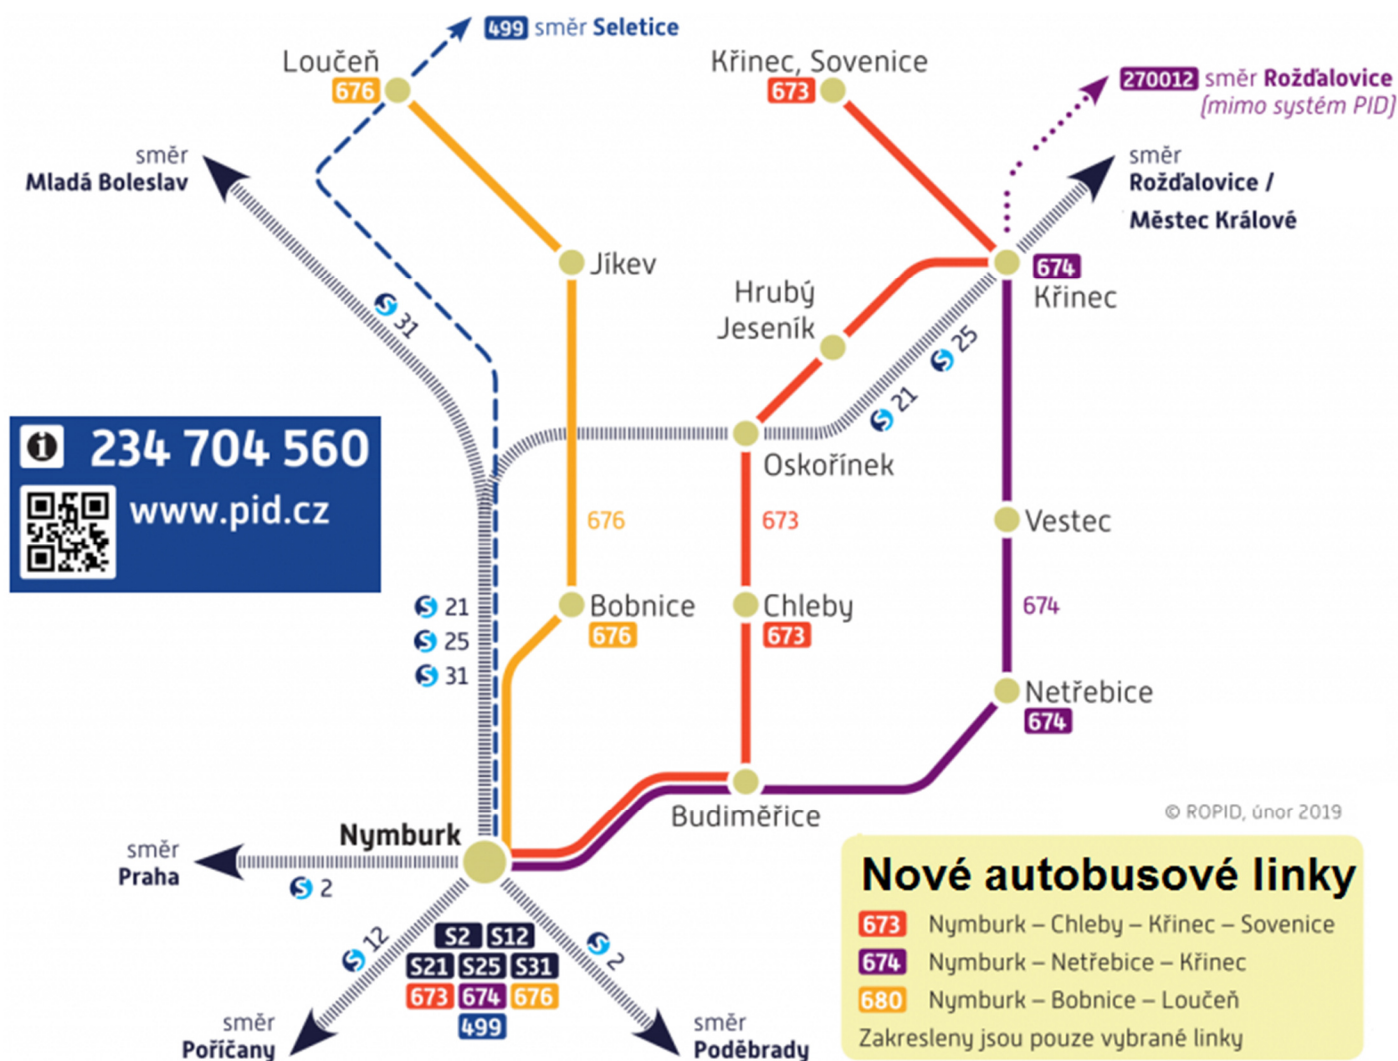 499 směr Seletice
Loučeň
676
Křinec, Sovenice
673
270012 směr Rožďalovice
(mimo systém PID)
směr
Mladá Boleslav
směr
Rožďalovice /
Městec Králové
Jíkev
674
Křinec
Hrubý
Jeseník
S 31
S 25
S 21
i 234 704 560
www.pid.cz
Oskořínek
676
673
Vestec
S 21
S 25
S 31
Bobnice
676
Chleby
673
674
Netřebice
674
Budiměřice
© ROPID, únor 2019
Nymburk
směr
Praha
S 2
S 12
S 2
S2 S12
S21 S25 S31
673 674 676
499
směr
Poříčany
směr
Poděbrady
Nové autobusové linky
673 Nymburk – Chleby – Křinec – Sovenice
674 Nymburk – Netřebice – Křinec
680 Nymburk – Bobnice – Loučeň
Zakresleny jsou pouze vybrané linky